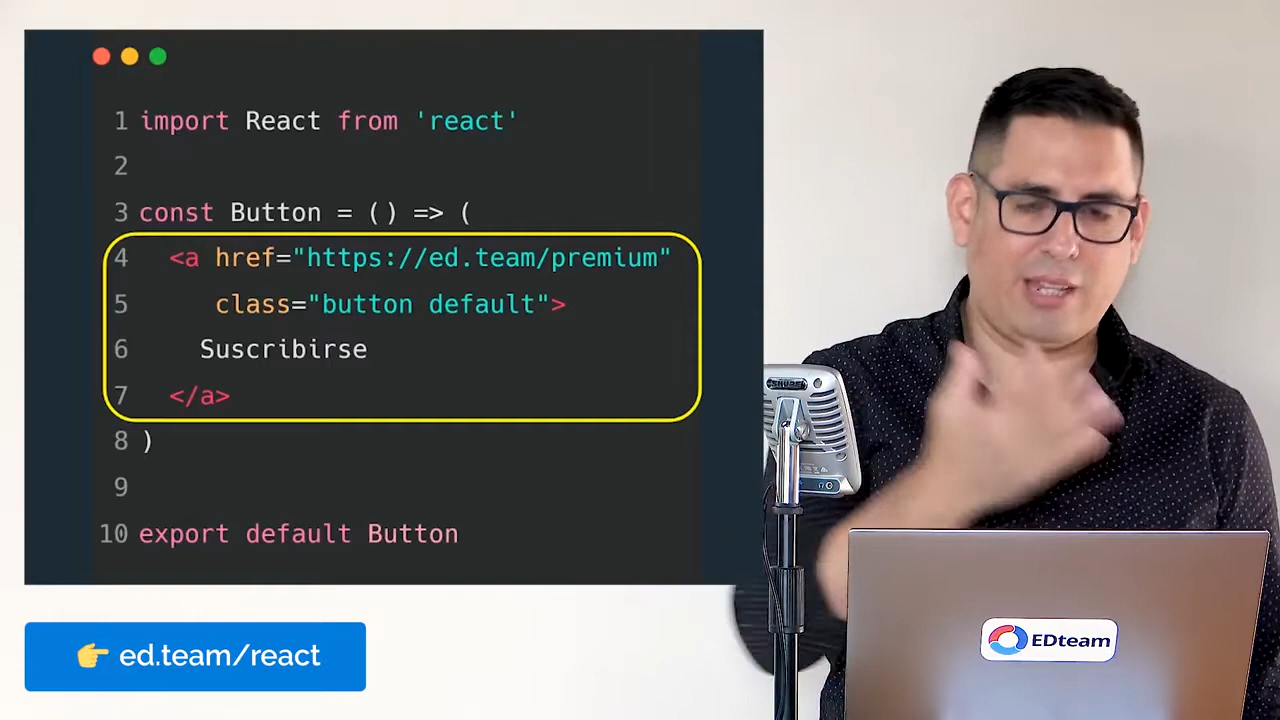 1 import React from 'react'
2
3 const Button = () => (
4 <a href="https://ed.team/premium"
5 class="button default">
6 Suscribirse
7 </a>
8 )
9
10 export default Button
👉 ed.team/react
SHURE
EDteam